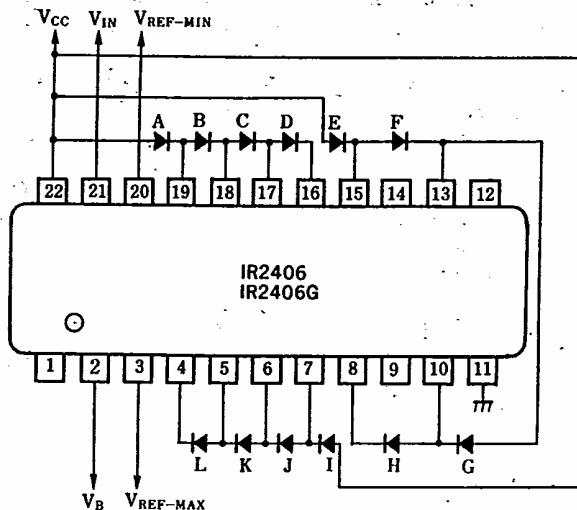 VCC VIN VREF-MIN
A B C D E F
22 21 20 19 18 17 16 15 14 13 12
IR2406
IR2406G
1 2 3 4 5 6 7 8 9 10 11
L K J I H G
VB VREF-MAX